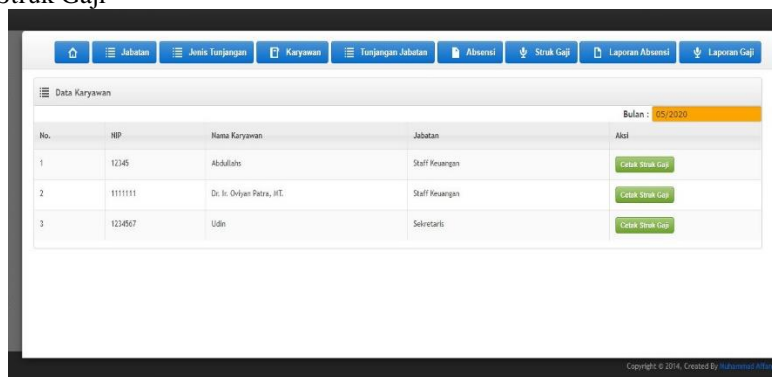 Struk Gaji
Jabatan Jenis Tunjangan Karyawan Tunjangan Jabatan Absensi Struk Gaji Laporan Absensi Laporan Gaji
Data Karyawan
Bulan : 05/2020
No. NIP Nama Karyawan Jabatan Aksi
1 12345 Abdullahs Staff Keuangan Cetak Struk Gaji
2 1111111 Dr. Ir. Oviyan Patra, MT. Staff Keuangan Cetak Struk Gaji
3 1234567 Udin Sekretaris Cetak Struk Gaji
Copyright © 2014, Created By Muhammad Affan